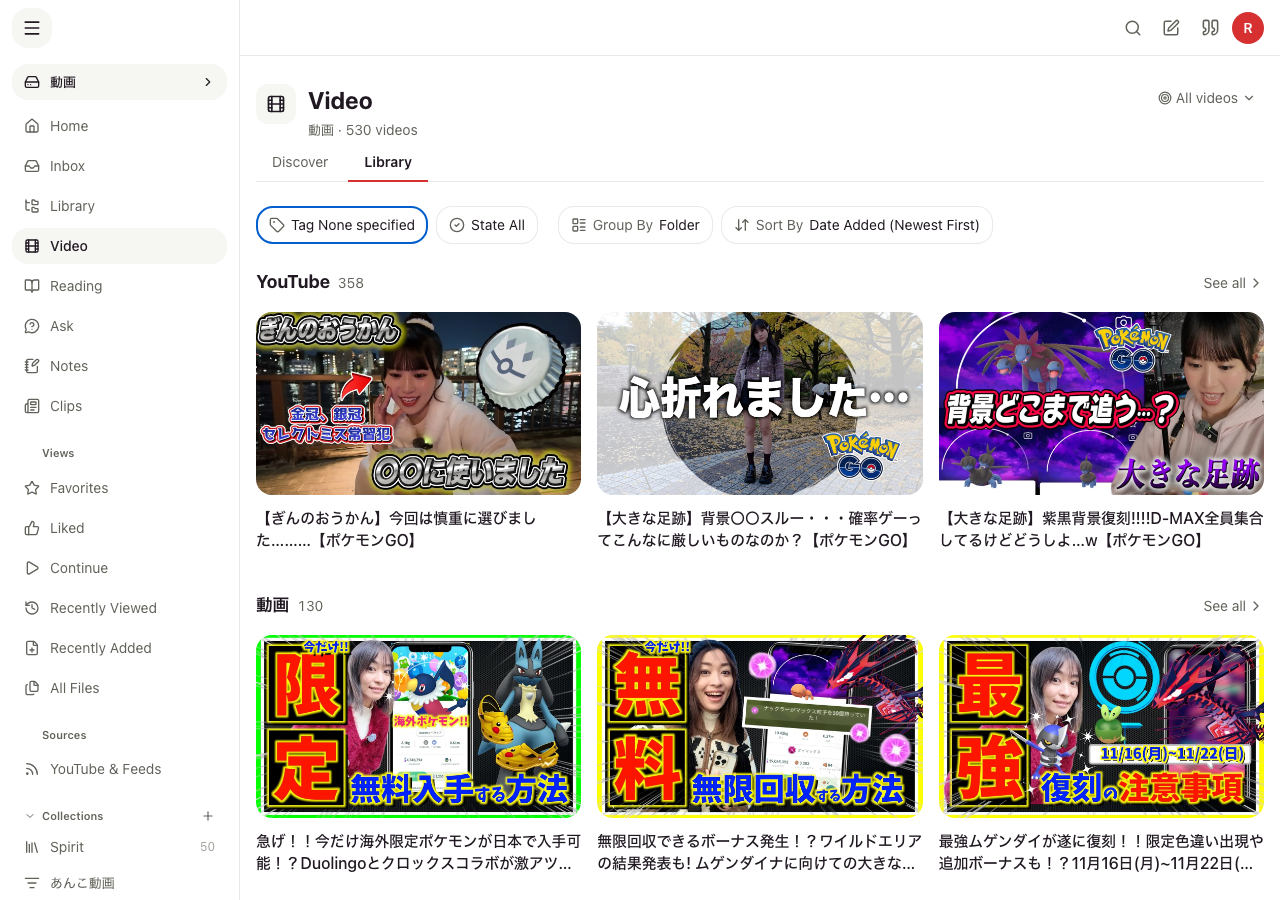 R
動画
Home
Inbox
Library
Video
Reading
Ask
Notes
Clips
Views
Favorites
Liked
Continue
Recently Viewed
Recently Added
All Files
Sources
YouTube & Feeds
Collections
Spirit 50
あんこ動画
Video
動画 · 530 videos
All videos
Discover
Library
Tag None specified
State All
Group By Folder
Sort By Date Added (Newest First)
YouTube 358
See all
ぎんのおうかん
金冠、銀冠
セレクトミス常習犯
〇〇に使いました
心折れました…
Pokémon
GO
Pokémon
GO
背景どこまで追う…?
大きな足跡
【ぎんのおうかん】今回は慎重に選びまし
た………【ポケモンGO】
【大きな足跡】背景〇〇スルー・・・確率ゲーっ
てこんなに厳しいものなのか？【ポケモンGO】
【大きな足跡】紫黒背景復刻!!!!D-MAX全員集合
してるけどどうしよ…w【ポケモンGO】
動画 130
See all
今だけ!!
限
定
海外ポケモン!!
無料入手する方法
今だけ!!
無
料
無限回収する方法
最
強
11/16(月)~11/22(日)
復刻の注意事項
急げ！！今だけ海外限定ポケモンが日本で入手可
能！？Duolingoとクロックスコラボが激アツ…
無限回収できるボーナス発生！？ワイルドエリア
の結果発表も! ムゲンダイナに向けての大きな…
最強ムゲンダイが遂に復刻！！限定色違い出現や
追加ボーナスも！？11月16日(月)~11月22日(…